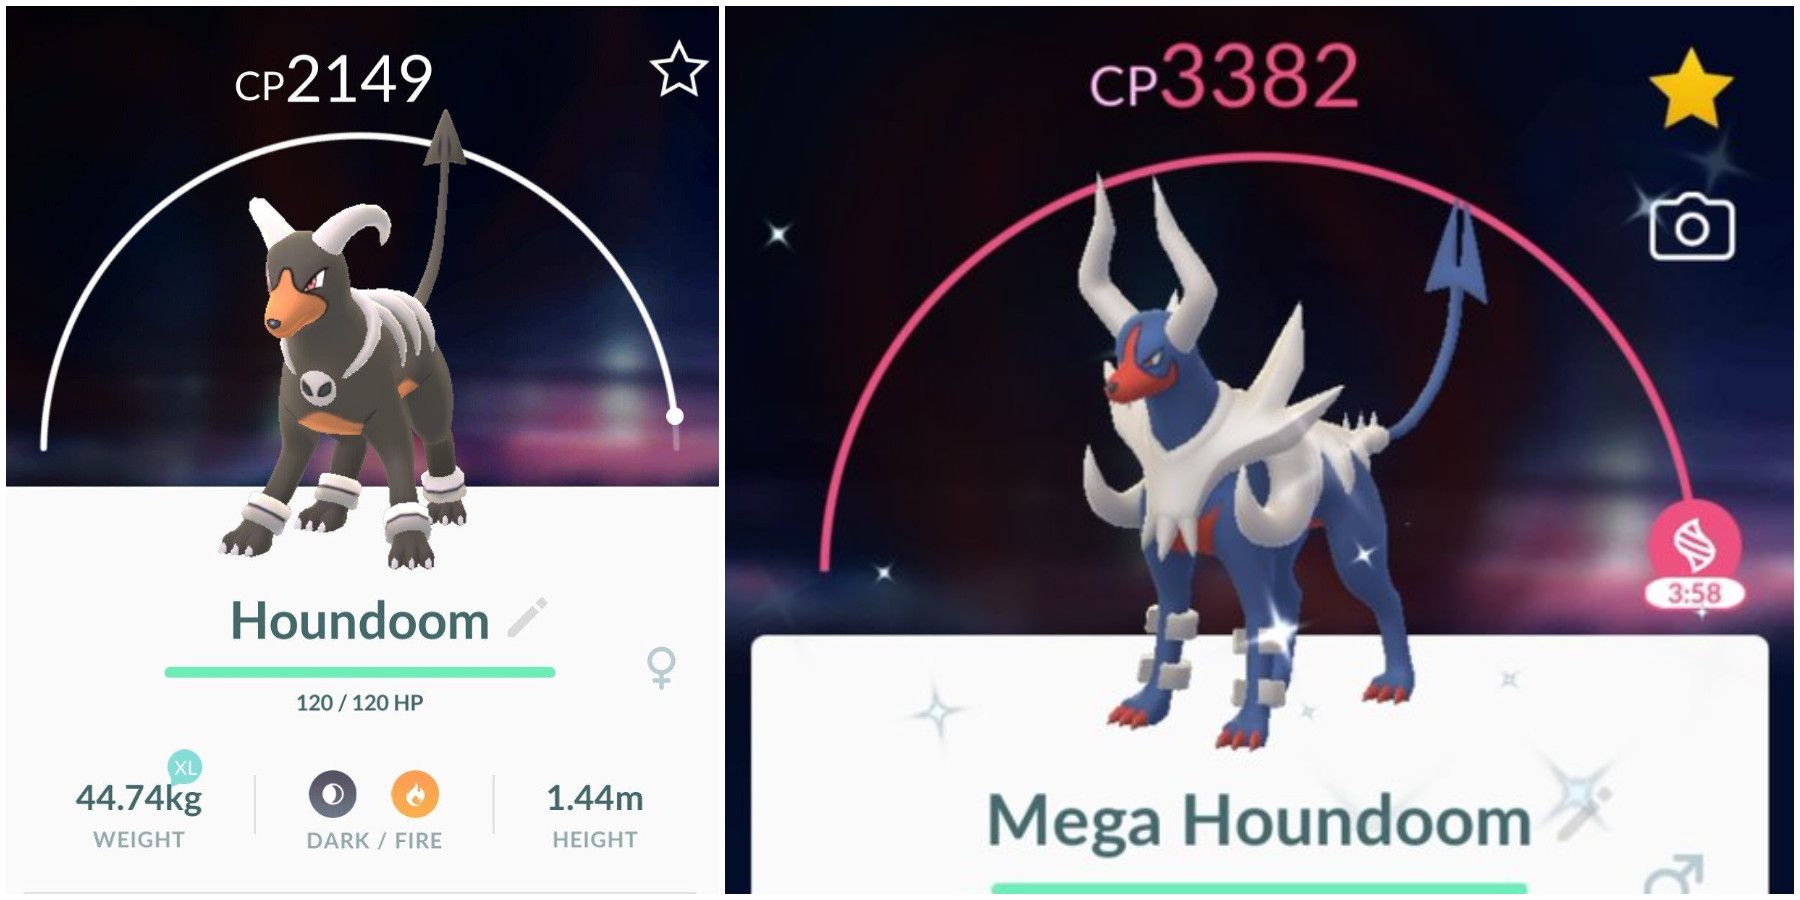 CP2149
Houndoom
120 / 120 HP
XL
44.74kg
WEIGHT
DARK / FIRE
1.44m
HEIGHT
CP3382
3:58
Mega Houndoom